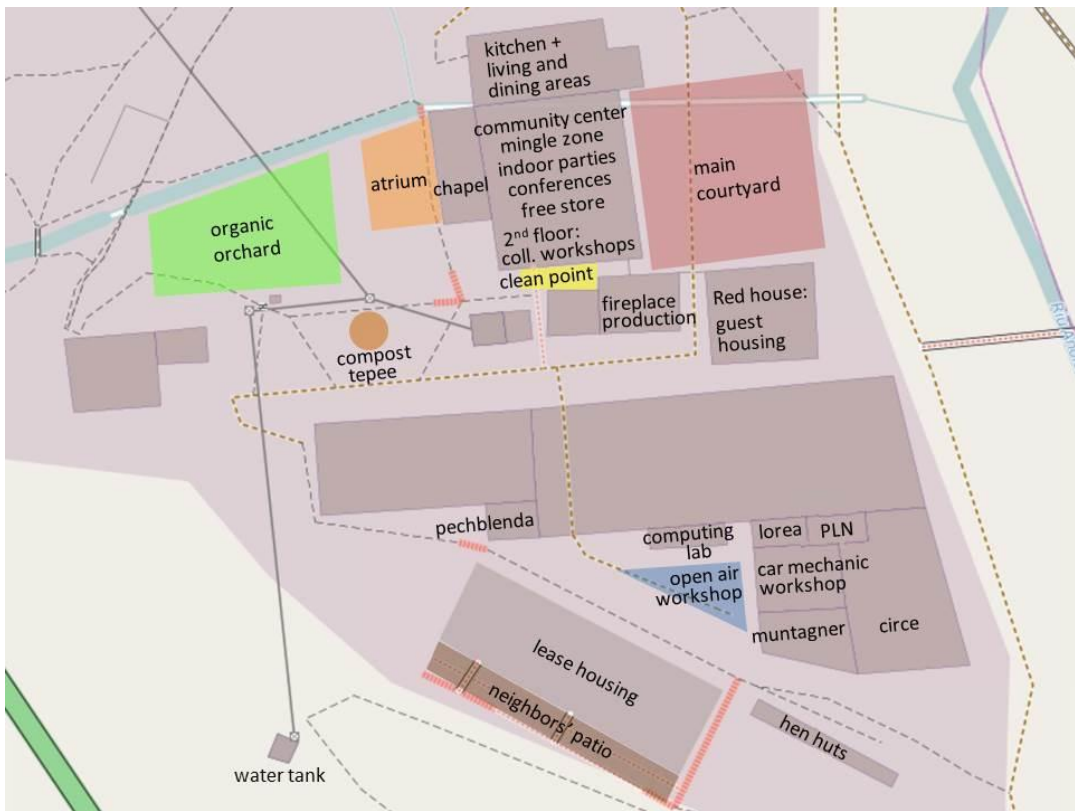 kitchen +
living and
dining areas
community center
mingle zone
indoor parties
conferences
free store
2nd floor:
coll. workshops
clean point
chapel
atrium
main
courtyard
organic
orchard
fireplace
production
Red house:
guest
housing
compost
tepee
pechblenda
computing
lab
lorea
PLN
open air
workshop
car mechanic
workshop
muntagner
circe
lease housing
neighbors' patio
hen huts
water tank